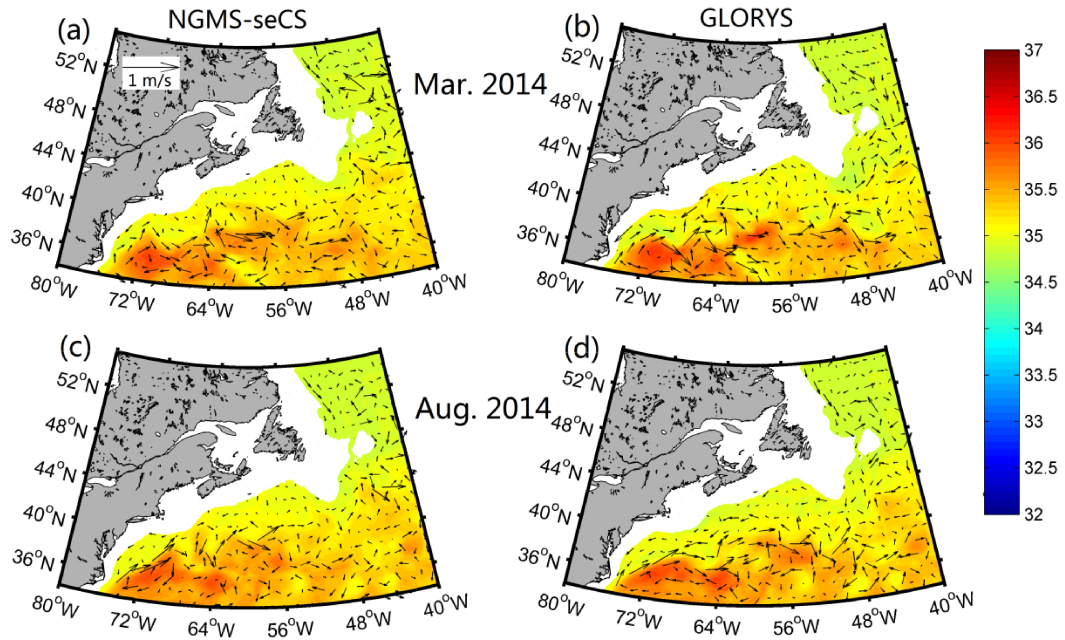 NGMS-seCS
GLORYS
(a)
(b)
1 m/s
Mar. 2014
52°N
48°N
44°N
40°N
36°N
80°W
72°W
64°W
56°W
48°W
40°W
52°N
48°N
44°N
40°N
36°N
80°W
72°W
64°W
56°W
48°W
40°W
(c)
(d)
Aug. 2014
52°N
48°N
44°N
40°N
36°N
80°W
72°W
64°W
56°W
48°W
40°W
52°N
48°N
44°N
40°N
36°N
80°W
72°W
64°W
56°W
48°W
40°W
37
36.5
36
35.5
35
34.5
34
33.5
33
32.5
32